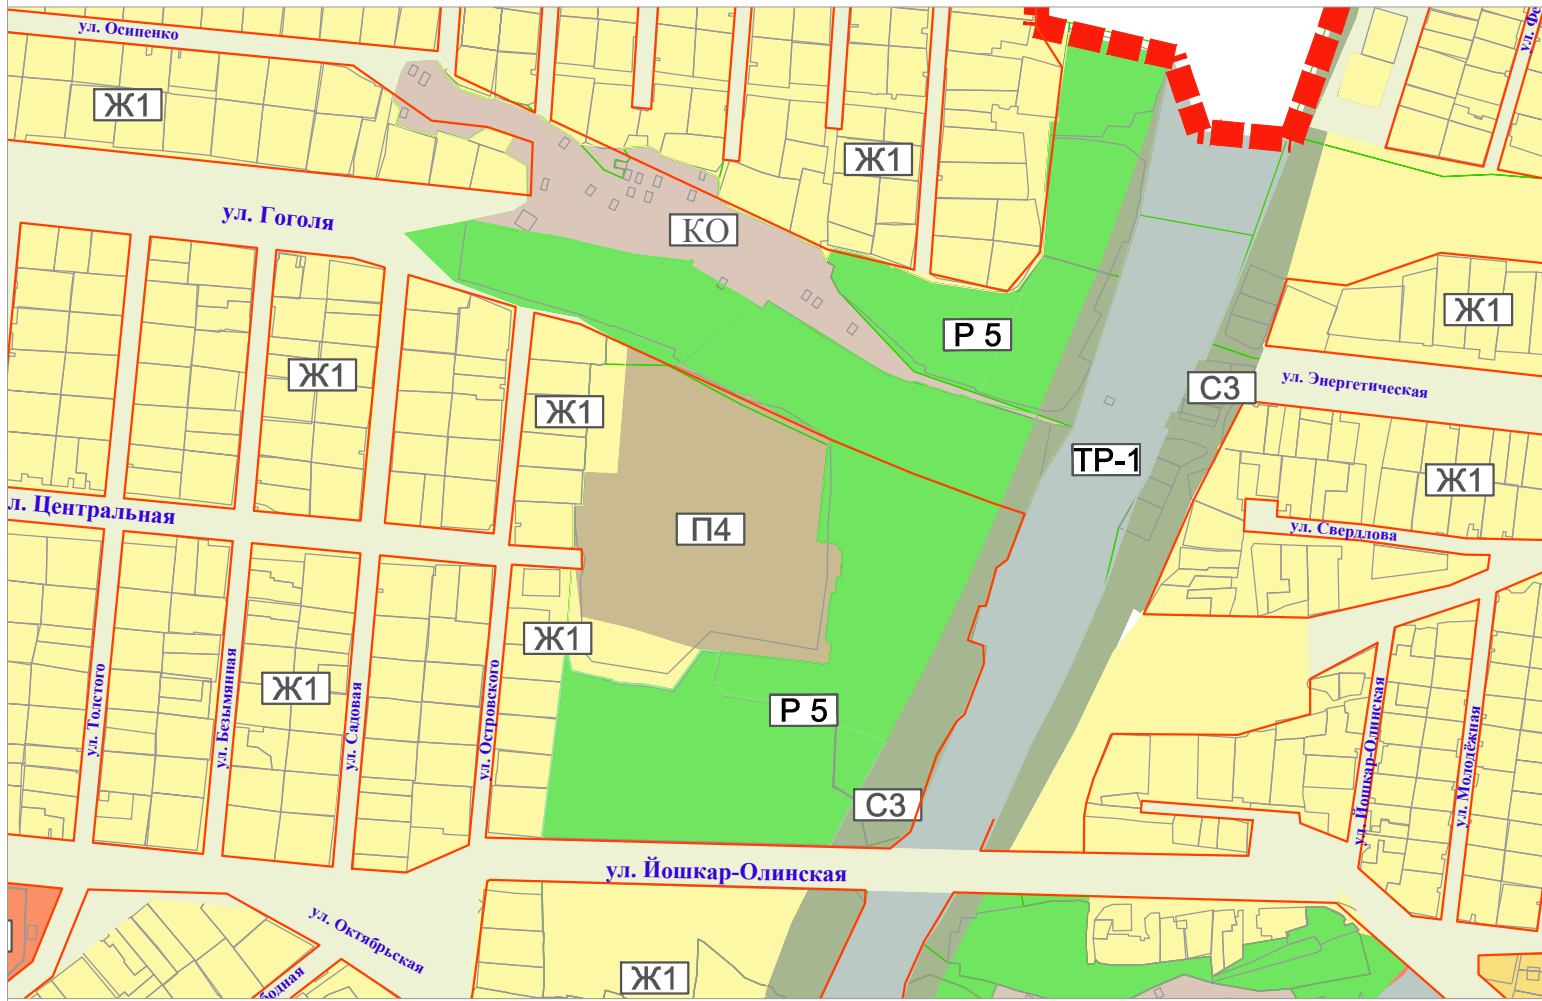 ул. Осипенко
Ж1
Ж1
ул. Гоголя
КО
Р 5
Ж1
Ж1
Ж1
С3
ул. Энергетическая
ТР-1
Ж1
л. Центральная
П4
ул. Свердлова
Ж1
Ж1
ул. Толстого
ул. Безымянная
ул. Садовая
ул. Островского
Р 5
С3
ул. Йошкар-Олинская
ул. Молодёжная
ул. Йошкар-Олинская
ул. Октябрьская
Ж1